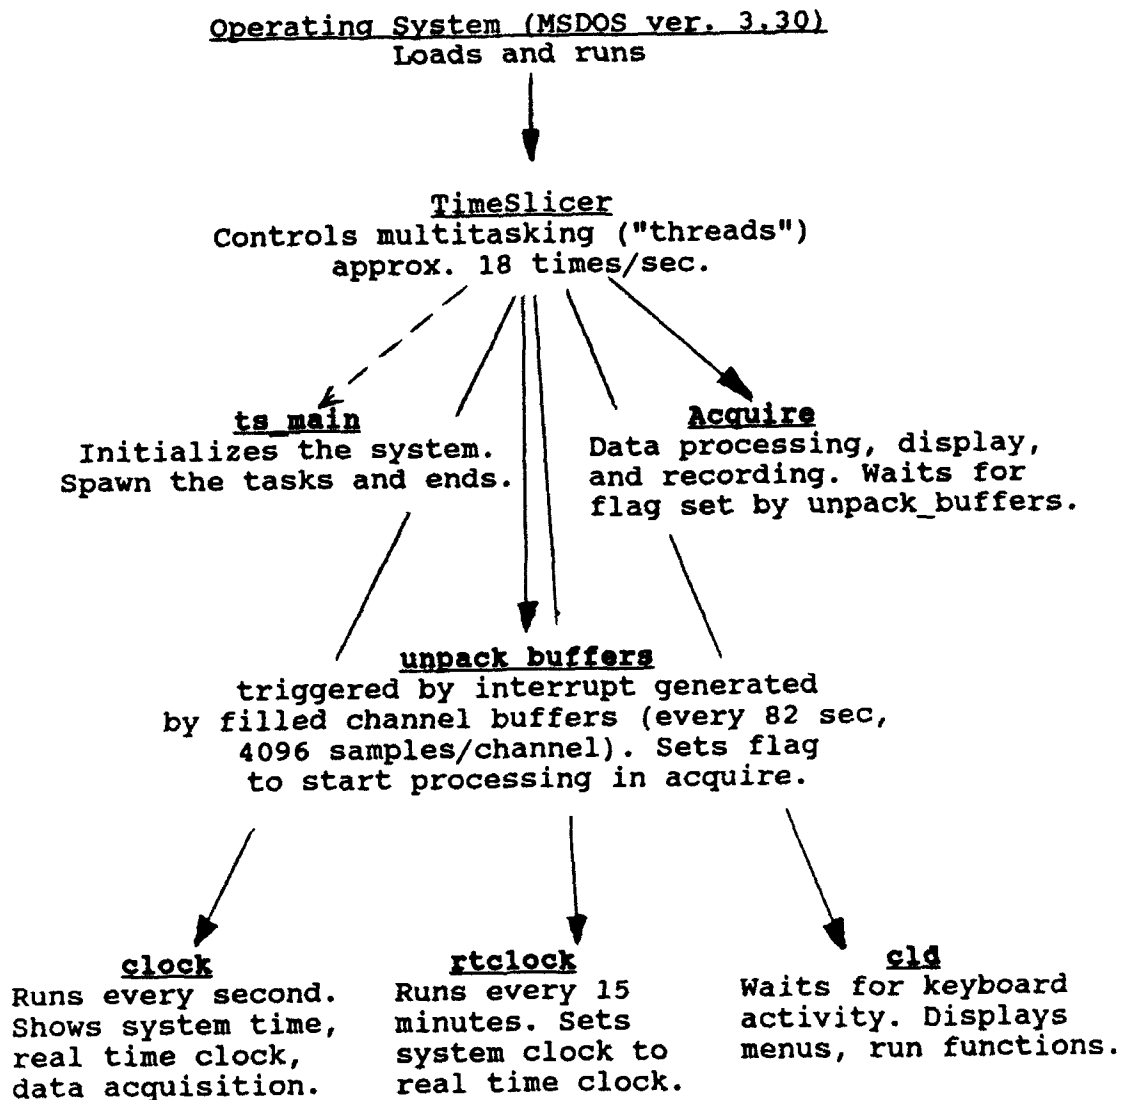 Operating System (MSDOS ver. 3.30)
Loads and runs
TimeSlicer
Controls multitasking ("threads")
approx. 18 times/sec.
ts_main
Initializes the system.
Spawn the tasks and ends.
Acquire
Data processing, display,
and recording. Waits for
flag set by unpack_buffers.
unpack_buffers
triggered by interrupt generated
by filled channel buffers (every 82 sec,
4096 samples/channel). Sets flag
to start processing in acquire.
clock
Runs every second.
Shows system time,
real time clock,
data acquisition.
rtclock
Runs every 15
minutes. Sets
system clock to
real time clock.
cld
Waits for keyboard
activity. Displays
menus, run functions.